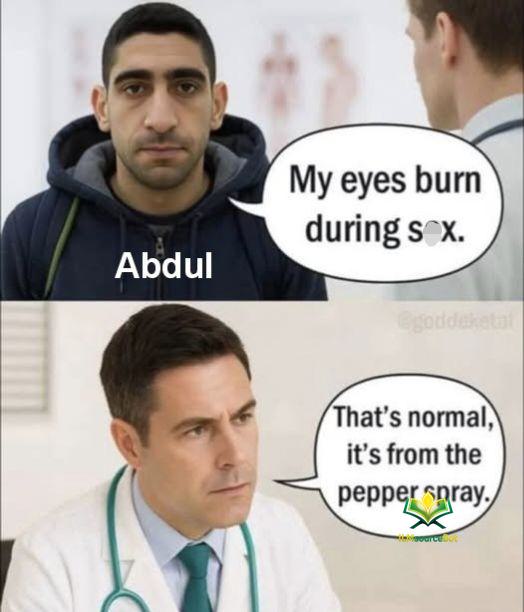 My eyes burn
during s x.
Abdul
@goddeketal
That's normal,
it's from the
pepper spray.